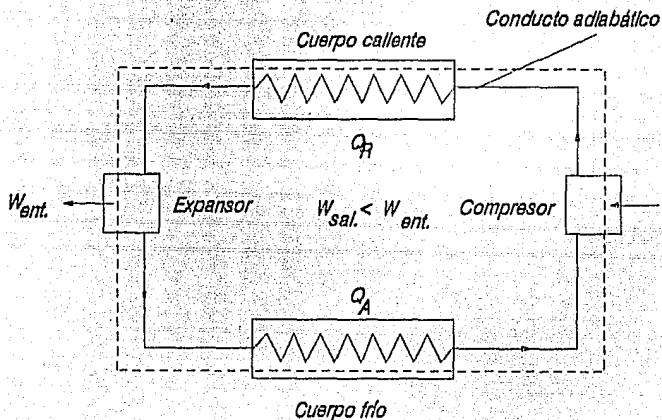 Conducto adiabático
Cuerpo caliente
Q_R
W_ent.
Expansor
W_sal. < W_ent.
Compresor
Q_A
Cuerpo frío